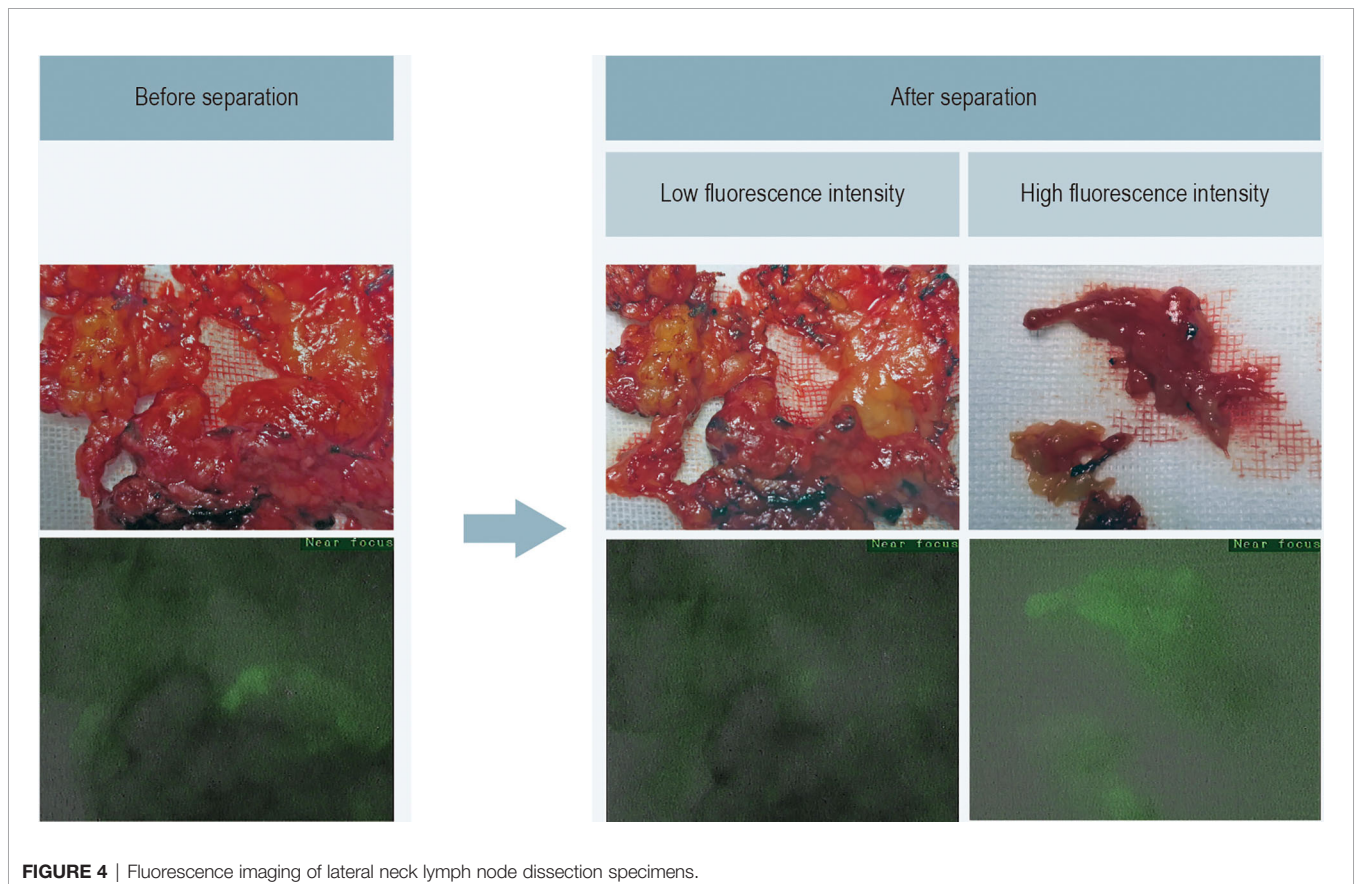 Before separation
After separation
Low fluorescence intensity
High fluorescence intensity
Near focus
Near focus
Near focus
FIGURE 4 | Fluorescence imaging of lateral neck lymph node dissection specimens.